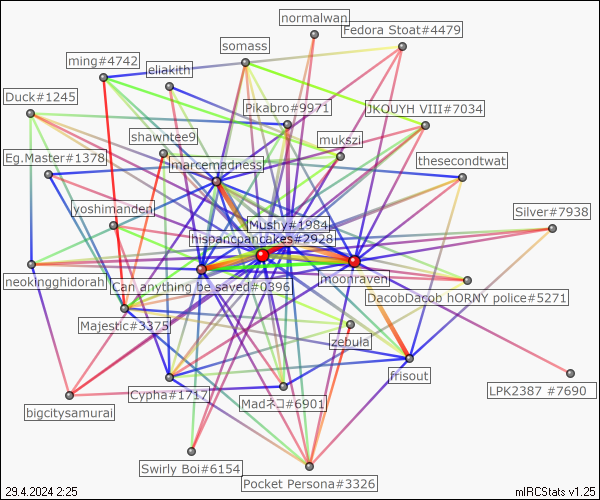 normalwan
Fedora Stoat#4479
somass
ming#4742
eliakith
Duck#1245
Pikabro#9971
JKOUYH VIII#7034
shawntee9
mukszi
Eg.Master#1378
marcemadness
thesecondtwat
yoshimanden
Silver#7938
Mushy#1984
hispancpancakes#2928
neokingghidorah
Can anything be saved#0396
moonraven
DacobDacob hORNY police#5271
Majestic#3375
zebula
frisout
LPK2387 #7690
Cypha#1717
Madネコ#6901
bigcitysamurai
Swirly Boi#6154
Pocket Persona#3326
29.4.2024 2:25
mIRCStats v1.25